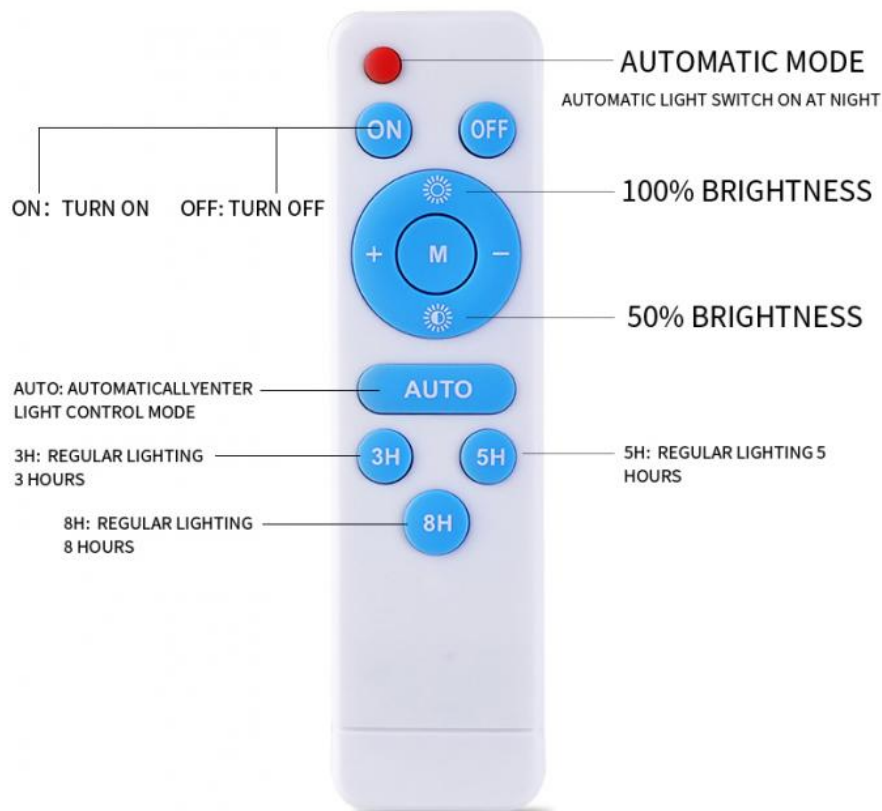 AUTOMATIC MODE
AUTOMATIC LIGHT SWITCH ON AT NIGHT
ON OFF
ON: TURN ON OFF: TURN OFF
100% BRIGHTNESS
+ M −
50% BRIGHTNESS
AUTO: AUTOMATICALLYENTER
LIGHT CONTROL MODE
AUTO
3H: REGULAR LIGHTING
3 HOURS
3H 5H
5H: REGULAR LIGHTING 5
HOURS
8H: REGULAR LIGHTING
8 HOURS
8H